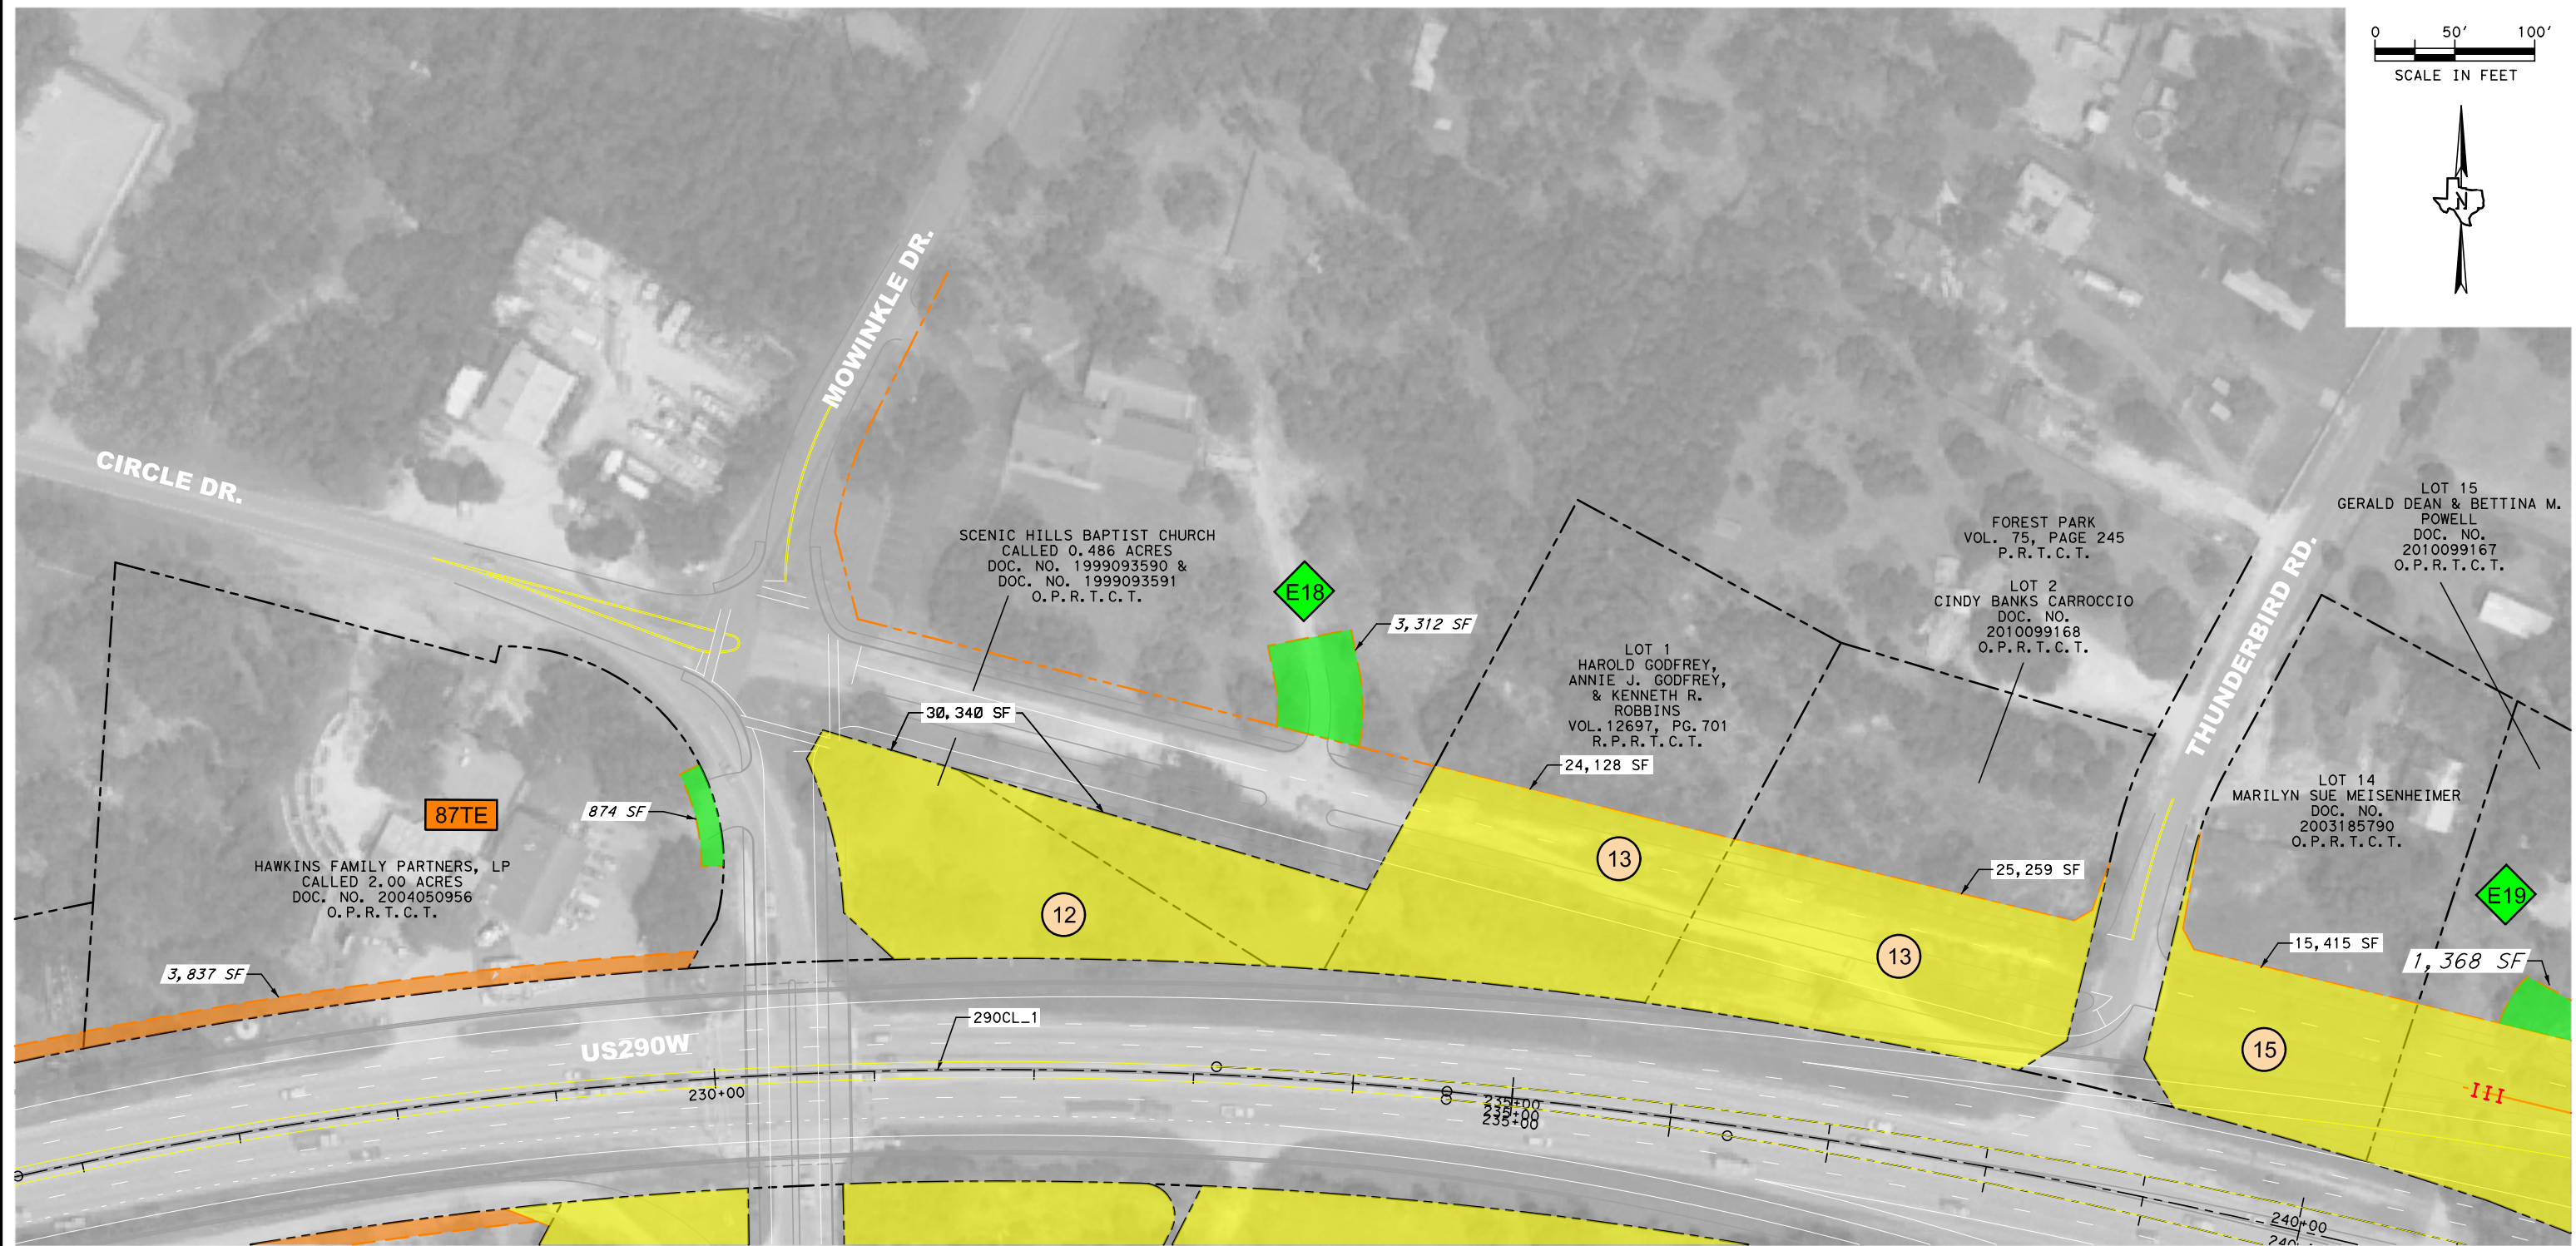 0 50' 100'
SCALE IN FEET
N
MOWINKLE DR.
CIRCLE DR.
SCENIC HILLS BAPTIST CHURCH
CALLED 0.486 ACRES
DOC. NO. 1999093590 &
DOC. NO. 1999093591
O.P.R.T.C.T.
E18
3,312 SF
30,340 SF
LOT 1
HAROLD GODFREY,
ANNIE J. GODFREY,
& KENNETH R.
ROBBINS
VOL.12697, PG.701
R.P.R.T.C.T.
24,128 SF
FOREST PARK
VOL. 75, PAGE 245
P.R.T.C.T.
LOT 2
CINDY BANKS CARROCCIO
DOC. NO.
2010099168
O.P.R.T.C.T.
THUNDERBIRD RD.
LOT 15
GERALD DEAN & BETTINA M.
POWELL
DOC. NO.
2010099167
O.P.R.T.C.T.
LOT 14
MARILYN SUE MEISENHEIMER
DOC. NO.
2003185790
O.P.R.T.C.T.
87TE
874 SF
HAWKINS FAMILY PARTNERS, LP
CALLED 2.00 ACRES
DOC. NO. 2004050956
O.P.R.T.C.T.
3,837 SF
12
13
13
25,259 SF
E19
15,415 SF
1,368 SF
15
III
290CL_1
US290W
230+00
235+00
235+00
235+00
240+00
240